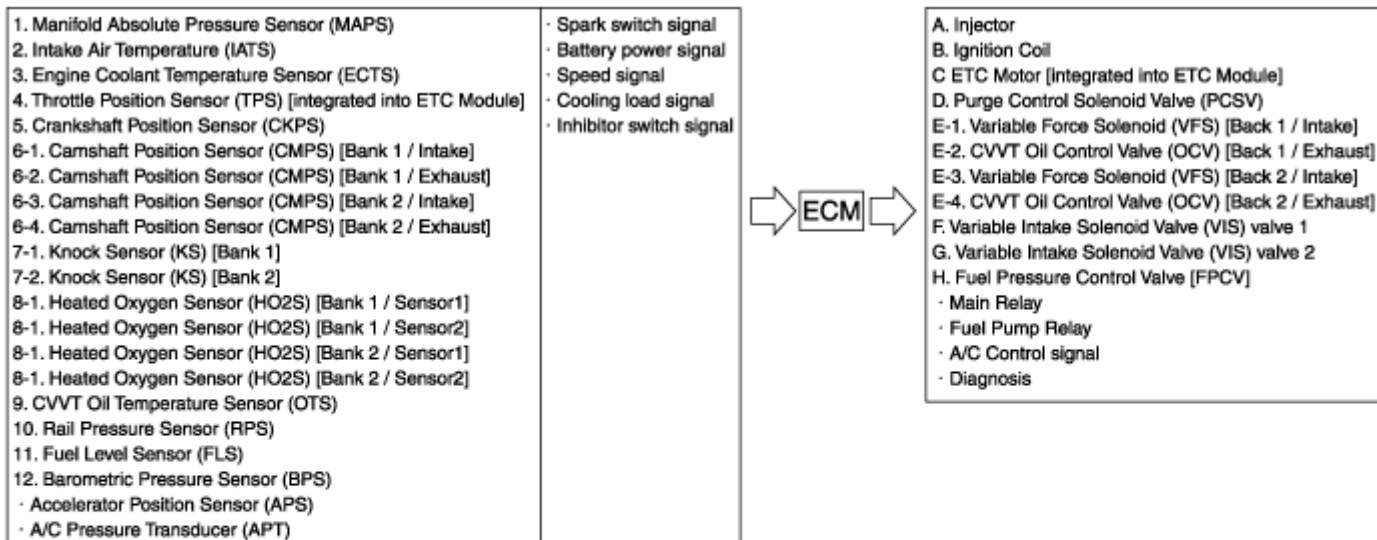 1. Manifold Absolute Pressure Sensor (MAPS)
2. Intake Air Temperature (IATS)
3. Engine Coolant Temperature Sensor (ECTS)
4. Throttle Position Sensor (TPS) [integrated into ETC Module]
5. Crankshaft Position Sensor (CKPS)
6-1. Camshaft Position Sensor (CMPS) [Bank 1 / Intake]
6-2. Camshaft Position Sensor (CMPS) [Bank 1 / Exhaust]
6-3. Camshaft Position Sensor (CMPS) [Bank 2 / Intake]
6-4. Camshaft Position Sensor (CMPS) [Bank 2 / Exhaust]
7-1. Knock Sensor (KS) [Bank 1]
7-2. Knock Sensor (KS) [Bank 2]
8-1. Heated Oxygen Sensor (HO2S) [Bank 1 / Sensor1]
8-1. Heated Oxygen Sensor (HO2S) [Bank 1 / Sensor2]
8-1. Heated Oxygen Sensor (HO2S) [Bank 2 / Sensor1]
8-1. Heated Oxygen Sensor (HO2S) [Bank 2 / Sensor2]
9. CVVT Oil Temperature Sensor (OTS)
10. Rail Pressure Sensor (RPS)
11. Fuel Level Sensor (FLS)
12. Barometric Pressure Sensor (BPS)
· Accelerator Position Sensor (APS)
· A/C Pressure Transducer (APT)
· Spark switch signal
· Battery power signal
· Speed signal
· Cooling load signal
· Inhibitor switch signal
ECM
A. Injector
B. Ignition Coil
C ETC Motor [integrated into ETC Module]
D. Purge Control Solenoid Valve (PCSV)
E-1. Variable Force Solenoid (VFS) [Back 1 / Intake]
E-2. CVVT Oil Control Valve (OCV) [Back 1 / Exhaust]
E-3. Variable Force Solenoid (VFS) [Back 2 / Intake]
E-4. CVVT Oil Control Valve (OCV) [Back 2 / Exhaust]
F. Variable Intake Solenoid Valve (VIS) valve 1
G. Variable Intake Solenoid Valve (VIS) valve 2
H. Fuel Pressure Control Valve [FPCV]
· Main Relay
· Fuel Pump Relay
· A/C Control signal
· Diagnosis